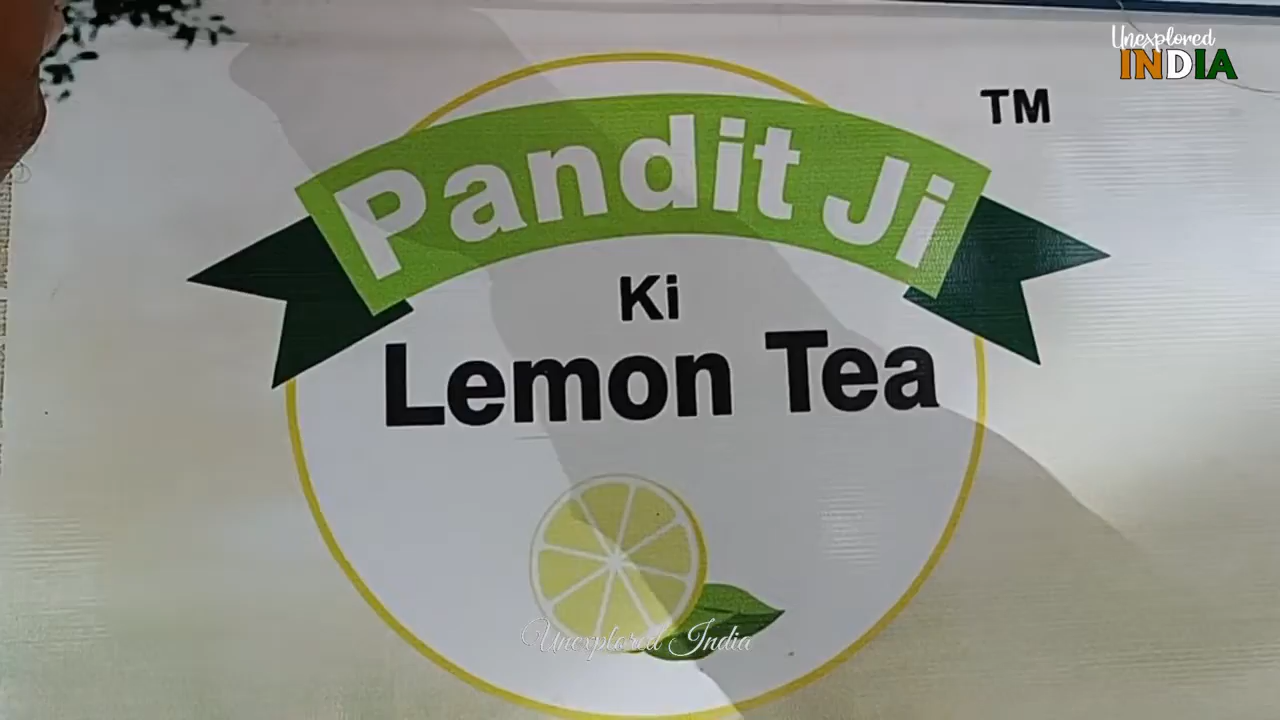 Unexplored
INDIA
TM
Pandit Ji
Ki
Lemon Tea
Unexplored India